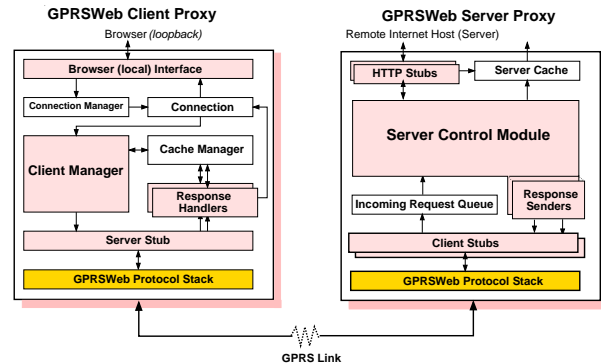 GPRSWeb Client Proxy
Browser (loopback)
Browser (local) Interface
Connection Manager
Connection
Client Manager
Cache Manager
Response
Handlers
Server Stub
GPRSWeb Protocol Stack
GPRSWeb Server Proxy
Remote Internet Host (Server)
HTTP Stubs
Server Cache
Server Control Module
Incoming Request Queue
Response
Senders
Client Stubs
GPRSWeb Protocol Stack
GPRS Link